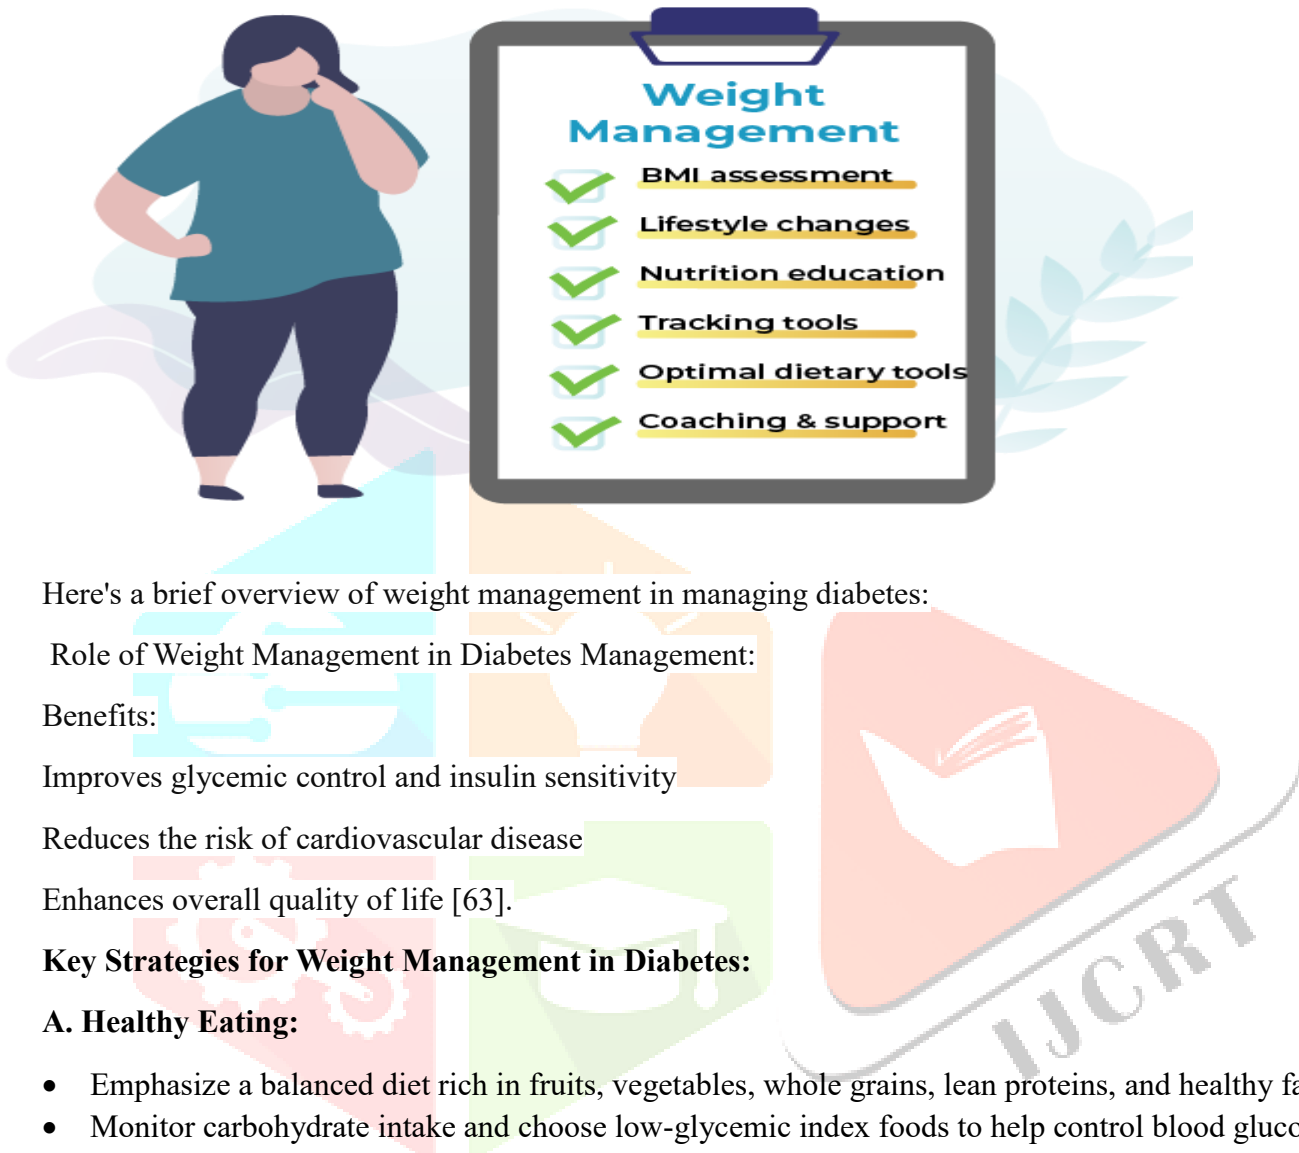 Weight
Management
BMI assessment
Lifestyle changes
Nutrition education
Tracking tools
Optimal dietary tools
Coaching & support
Here's a brief overview of weight management in managing diabetes:
Role of Weight Management in Diabetes Management:
Benefits:
Improves glycemic control and insulin sensitivity
Reduces the risk of cardiovascular disease
Enhances overall quality of life [63].
Key Strategies for Weight Management in Diabetes:
IJCRT
A. Healthy Eating:
• Emphasize a balanced diet rich in fruits, vegetables, whole grains, lean proteins, and healthy
• Monitor carbohydrate intake and choose low-glycemic index foods to help control blood